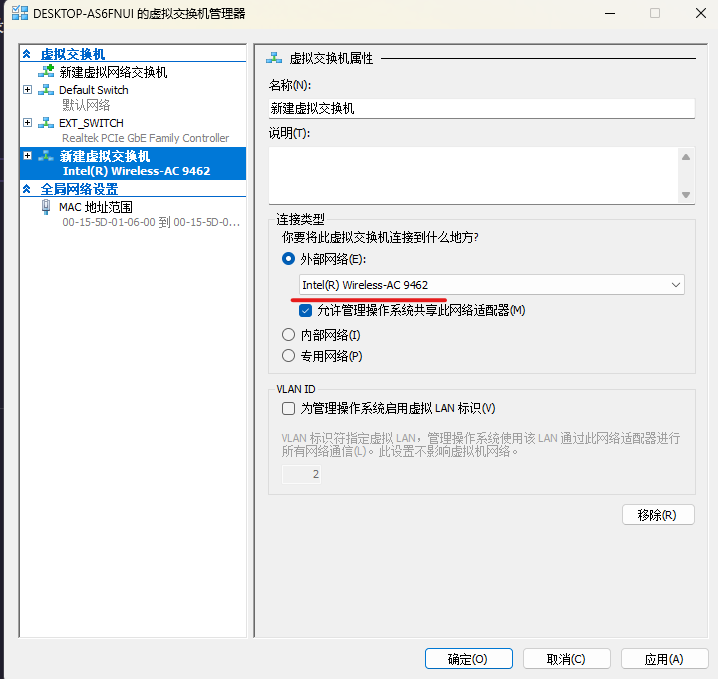 DESKTOP-AS6FNUI 的虚拟交换机管理器
虚拟交换机
新建虚拟网络交换机
Default Switch
默认网络
EXT_SWITCH
Realtek PCIe GbE Family Controller
新建虚拟交换机
Intel(R) Wireless-AC 9462
全局网络设置
MAC 地址范围
00-15-5D-01-06-00 到 00-15-5D-0...
虚拟交换机属性
名称(N):
新建虚拟交换机
说明(T):
连接类型
你要将此虚拟交换机连接到什么地方?
外部网络(E):
Intel(R) Wireless-AC 9462
允许管理操作系统共享此网络适配器(M)
内部网络(I)
专用网络(P)
VLAN ID
为管理操作系统启用虚拟 LAN 标识(V)
VLAN 标识符指定虚拟 LAN，管理操作系统使用该 LAN 通过此网络适配器进行
所有网络通信(L)。此设置不影响虚拟机网络。
2
移除(R)
确定(O)
取消(C)
应用(A)